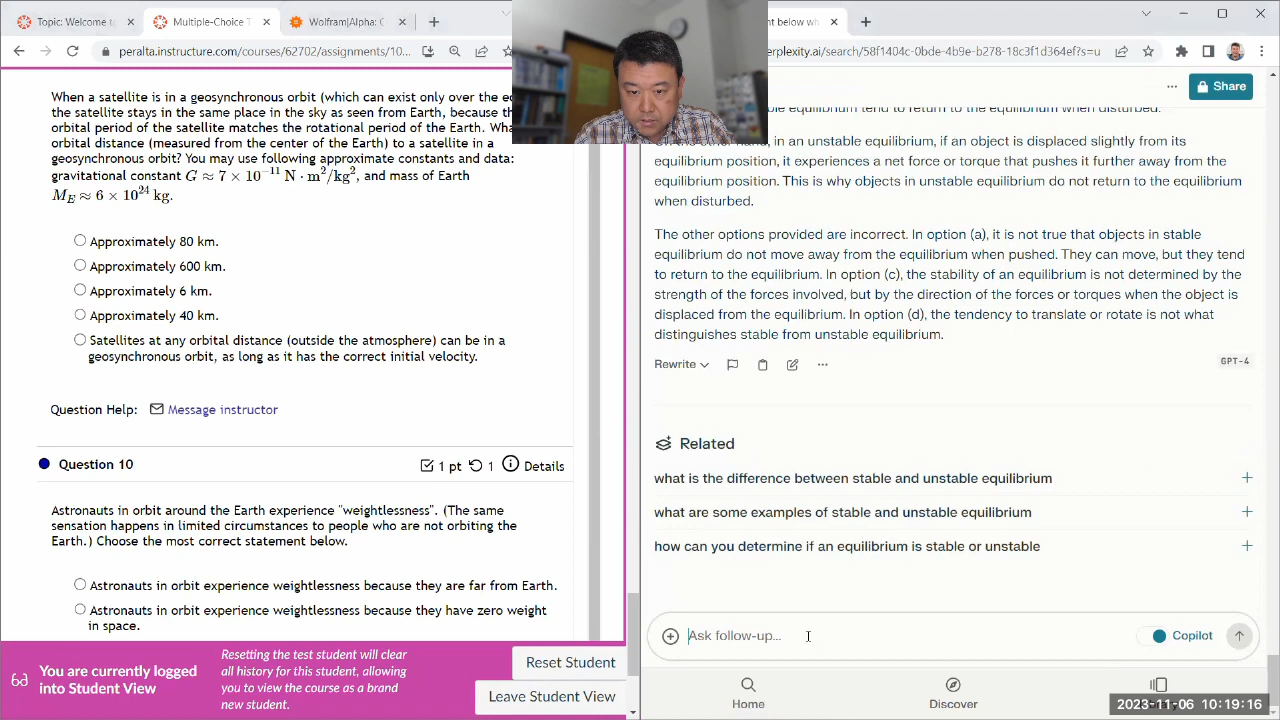 Topic: Welcome t
Multiple-Choice T
Wolfram|Alpha: C
nt below wh
peralta.instructure.com/courses/62702/assignments/10...
perplexity.ai/search/58f1404c-0bde-4b9e-b278-18c3f1d364ef?s=u
When a satellite is in a geosynchronous orbit (which can exist only over the eq
the satellite stays in the same place in the sky as seen from Earth, because th
orbital period of the satellite matches the rotational period of the Earth. Wha
orbital distance (measured from the center of the Earth) to a satellite in a
geosynchronous orbit? You may use following approximate constants and data:
gravitational constant G ≈ 7 × 10⁻¹¹ N · m²/kg², and mass of Earth
M_E ≈ 6 × 10²⁴ kg.
Approximately 80 km.
Approximately 600 km.
Approximately 6 km.
Approximately 40 km.
Satellites at any orbital distance (outside the atmosphere) can be in a
geosynchronous orbit, as long as it has the correct initial velocity.
Question Help: Message instructor
Question 10
1 pt 1 Details
Astronauts in orbit around the Earth experience "weightlessness". (The same
sensation happens in limited circumstances to people who are not orbiting the
Earth.) Choose the most correct statement below.
Astronauts in orbit experience weightlessness because they are far from Earth.
Astronauts in orbit experience weightlessness because they have zero weight
in space.
You are currently logged
into Student View
Resetting the test student will clear
all history for this student, allowing
you to view the course as a brand
new student.
Reset Student
Leave Student View
Share
equilibrium tend to return to the equilibrium when disturbed.
hand, in an unstable equilibrium, if an object is displaced slightly from its
equilibrium position, it experiences a net force or torque that pushes it further away from the
equilibrium position. This is why objects in unstable equilibrium do not return to the equilibrium
when disturbed.
The other options provided are incorrect. In option (a), it is not true that objects in stable
equilibrium do not move away from the equilibrium when pushed. They can move, but they tend
to return to the equilibrium. In option (c), the stability of an equilibrium is not determined by the
strength of the forces involved, but by the direction of the forces or torques when the object is
displaced from the equilibrium. In option (d), the tendency to translate or rotate is not what
distinguishes stable from unstable equilibrium.
Rewrite
GPT-4
Related
what is the difference between stable and unstable equilibrium
what are some examples of stable and unstable equilibrium
how can you determine if an equilibrium is stable or unstable
Ask follow-up...
Copilot
Home
Discover
2023-11-06 10:19:16